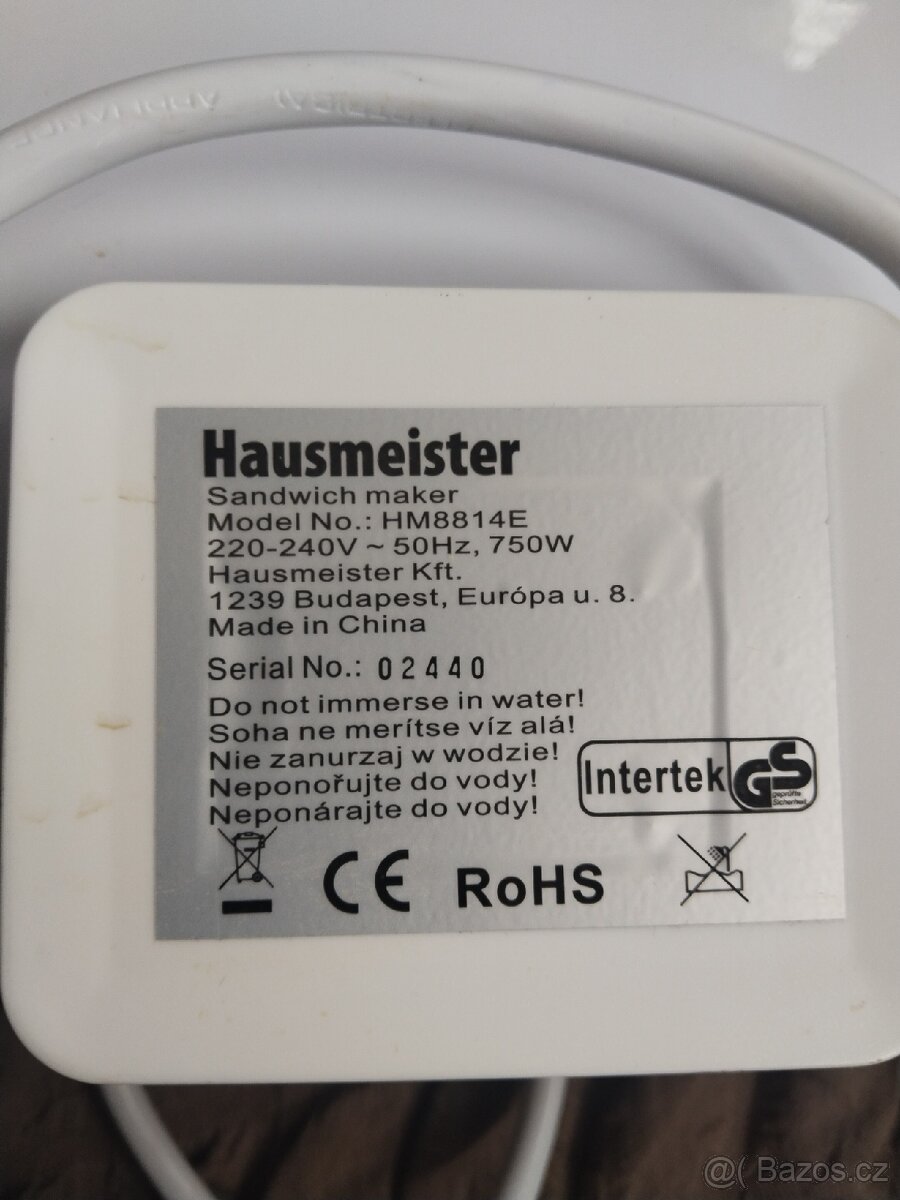 Hausmeister
Sandwich maker
Model No.: HM8814E
220-240V ~ 50Hz, 750W
Hausmeister Kft.
1239 Budapest, Európa u. 8.
Made in China
Serial No.: 02440
Do not immerse in water!
Soha ne merítse víz alá!
Nie zanurzaj w wodzie!
Neponořujte do vody!
Neponárajte do vody!
Intertek GS
geprüfte
Sicherheit
CE RoHS
@( Bazos.cz